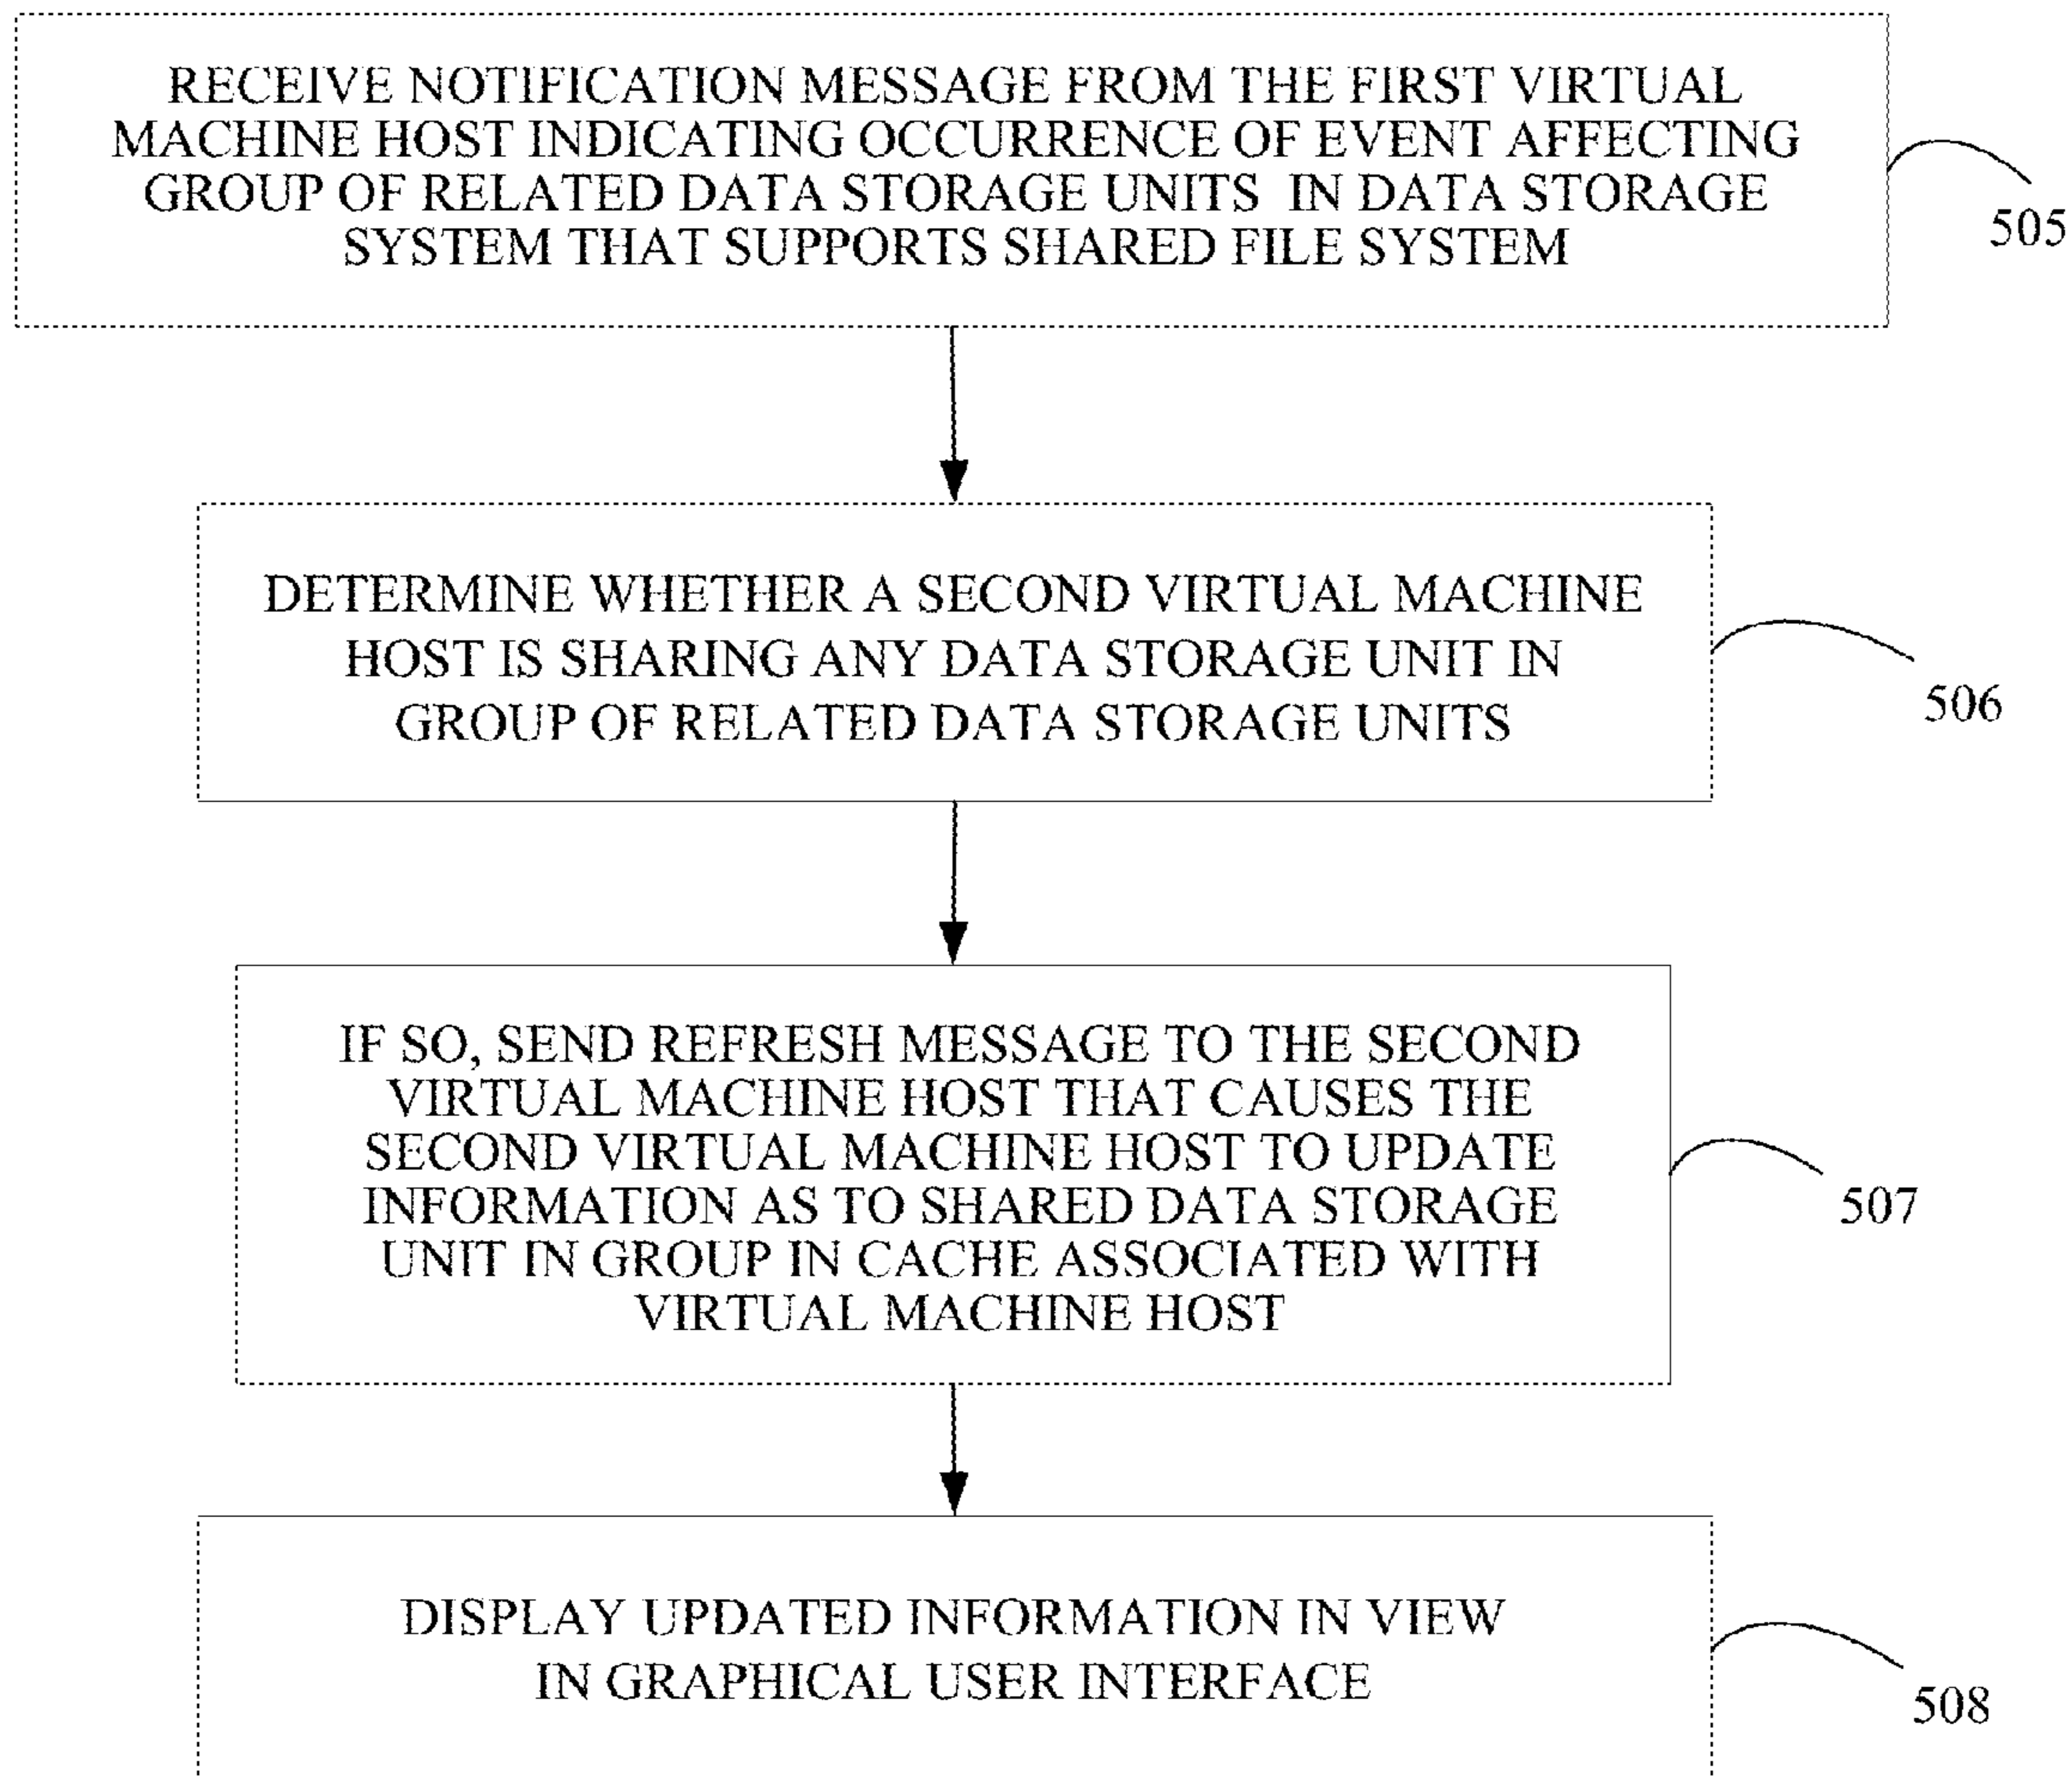 RECEIVE NOTIFICATION MESSAGE FROM THE FIRST VIRTUAL
MACHINE HOST INDICATING OCCURRENCE OF EVENT AFFECTING
GROUP OF RELATED DATA STORAGE UNITS IN DATA STORAGE
SYSTEM THAT SUPPORTS SHARED FILE SYSTEM
505
DETERMINE WHETHER A SECOND VIRTUAL MACHINE
HOST IS SHARING ANY DATA STORAGE UNIT IN
GROUP OF RELATED DATA STORAGE UNITS
506
IF SO, SEND REFRESH MESSAGE TO THE SECOND
VIRTUAL MACHINE HOST THAT CAUSES THE
SECOND VIRTUAL MACHINE HOST TO UPDATE
INFORMATION AS TO SHARED DATA STORAGE
UNIT IN GROUP IN CACHE ASSOCIATED WITH
VIRTUAL MACHINE HOST
507
DISPLAY UPDATED INFORMATION IN VIEW
IN GRAPHICAL USER INTERFACE
508